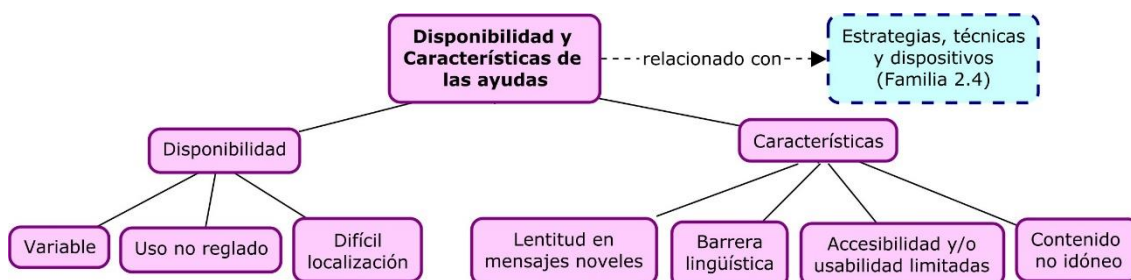 Disponibilidad y
Características de
las ayudas
relacionado con
Estrategias, técnicas
y dispositivos
(Familia 2.4)
Disponibilidad
Características
Variable
Uso no reglado
Difícil
localización
Lentitud en
mensajes noveles
Barrera
lingüística
Accesibilidad y/o
usabilidad limitadas
Contenido
no idóneo